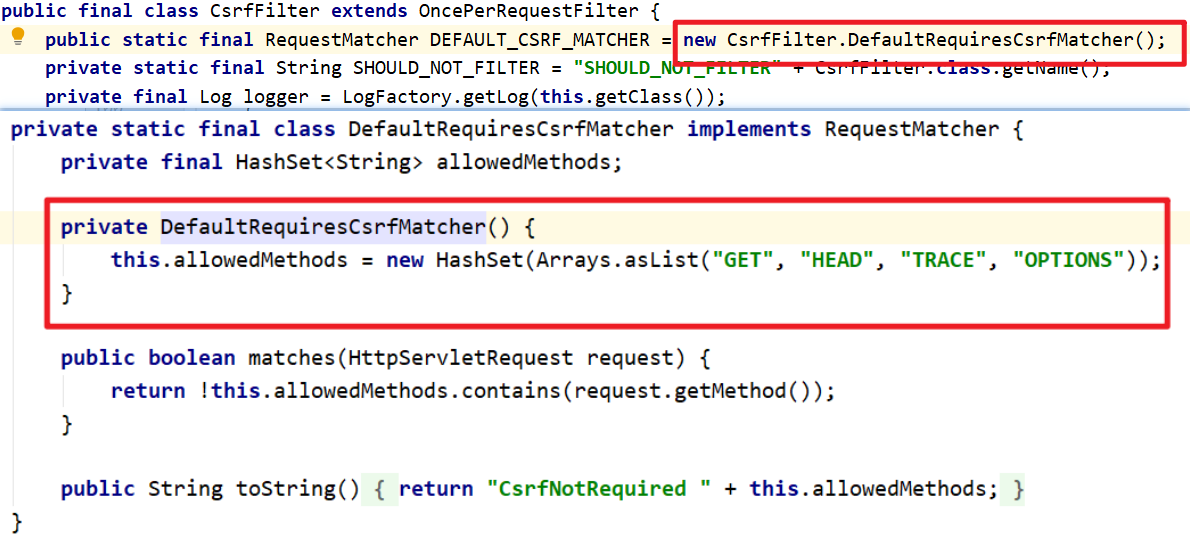 public final class CsrfFilter extends OncePerRequestFilter {
public static final RequestMatcher DEFAULT_CSRF_MATCHER = new CsrfFilter.DefaultRequiresCsrfMatcher();
private static final String SHOULD_NOT_FILTER = "SHOULD_NOT_FILTER" + CsrfFilter.class.getName();
private final Log logger = LogFactory.getLog(this.getClass());
private static final class DefaultRequiresCsrfMatcher implements RequestMatcher {
private final HashSet<String> allowedMethods;
private DefaultRequiresCsrfMatcher() {
this.allowedMethods = new HashSet(Arrays.asList("GET", "HEAD", "TRACE", "OPTIONS"));
}
public boolean matches(HttpServletRequest request) {
return !this.allowedMethods.contains(request.getMethod());
}
public String toString() { return "CsrfNotRequired " + this.allowedMethods; }
}